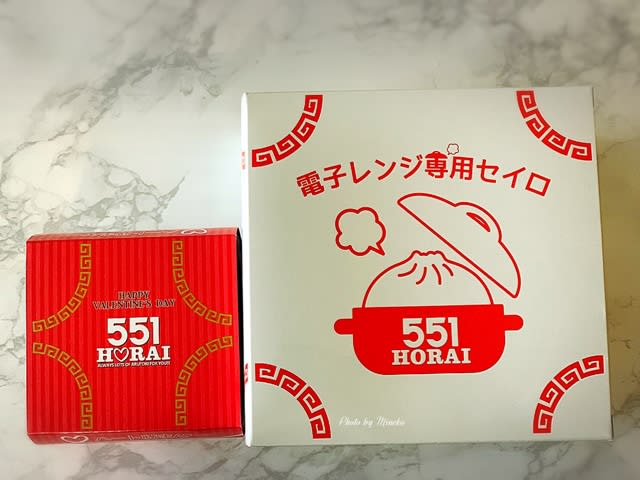 HAPPY
VALENTINE'S DAY
551
HORAI
電子レンジ専用セイロ
551
HORAI
Photo by Mineko